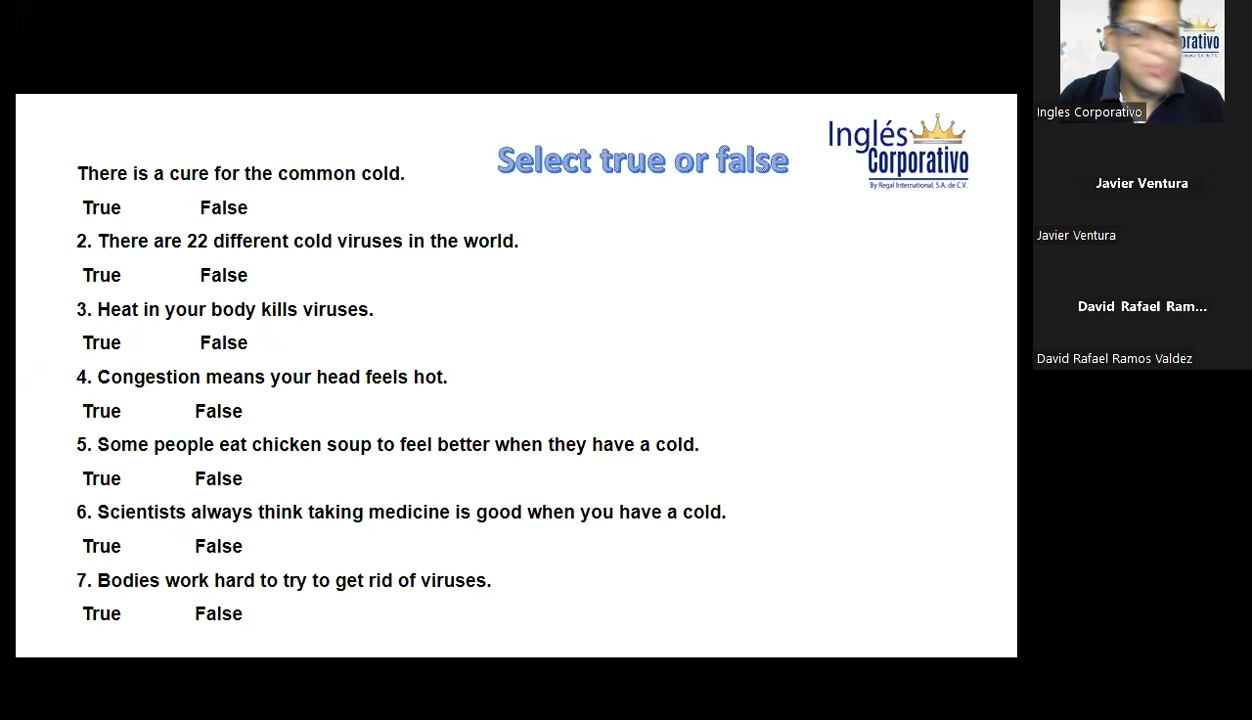 There is a cure for the common cold.
Select true or false
Inglés
Corporativo
By Regal International, S.A. de C.V.
True False
2. There are 22 different cold viruses in the world.
True False
3. Heat in your body kills viruses.
True False
4. Congestion means your head feels hot.
True False
5. Some people eat chicken soup to feel better when they have a cold.
True False
6. Scientists always think taking medicine is good when you have a cold.
True False
7. Bodies work hard to try to get rid of viruses.
True False
orativo
Ingles Corporativo
Javier Ventura
Javier Ventura
David Rafael Ram...
David Rafael Ramos Valdez